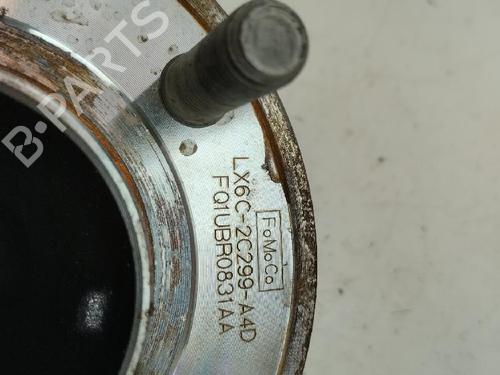 B-PARTS
FoMoCo
LX6C-2C299-A4D
FQ1UBR0831AA